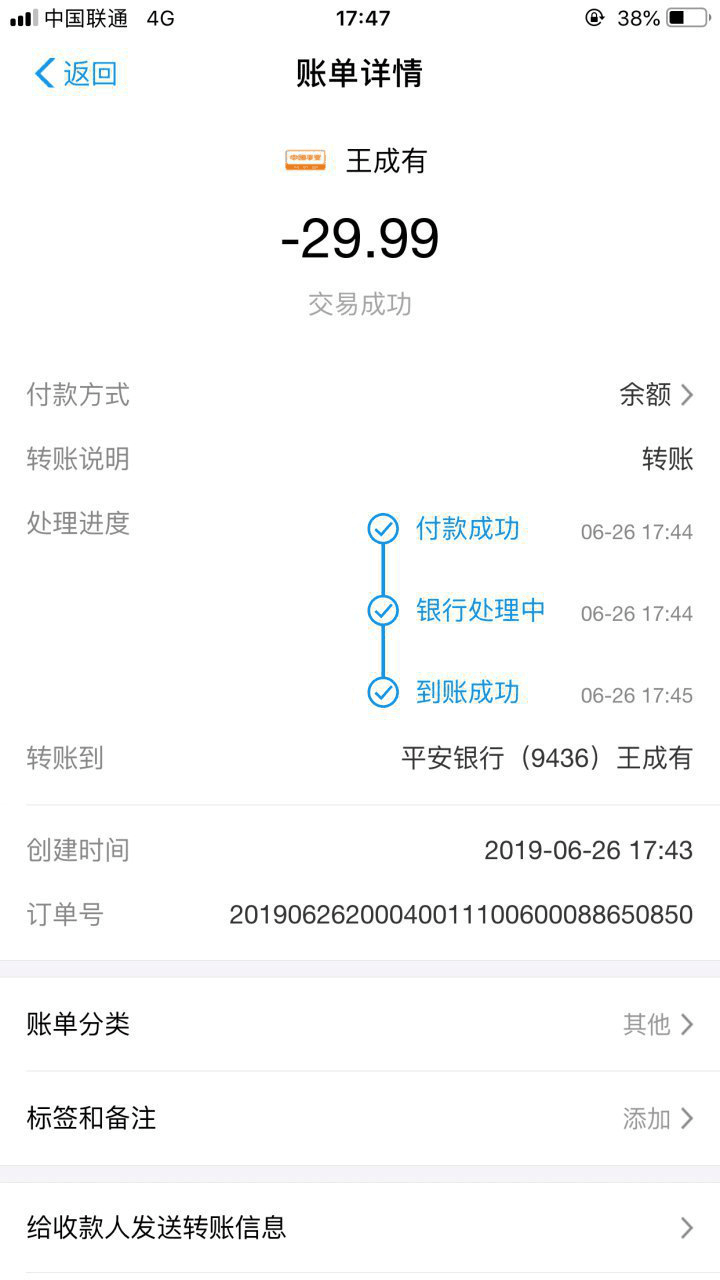 中国联通 4G 17:47 38%
返回 账单详情
中国平安 王成有
-29.99
交易成功
付款方式 余额
转账说明 转账
处理进度 付款成功 06-26 17:44
银行处理中 06-26 17:44
到账成功 06-26 17:45
转账到 平安银行（9436）王成有
创建时间 2019-06-26 17:43
订单号 20190626200040011100600088650850
账单分类 其他
标签和备注 添加
给收款人发送转账信息